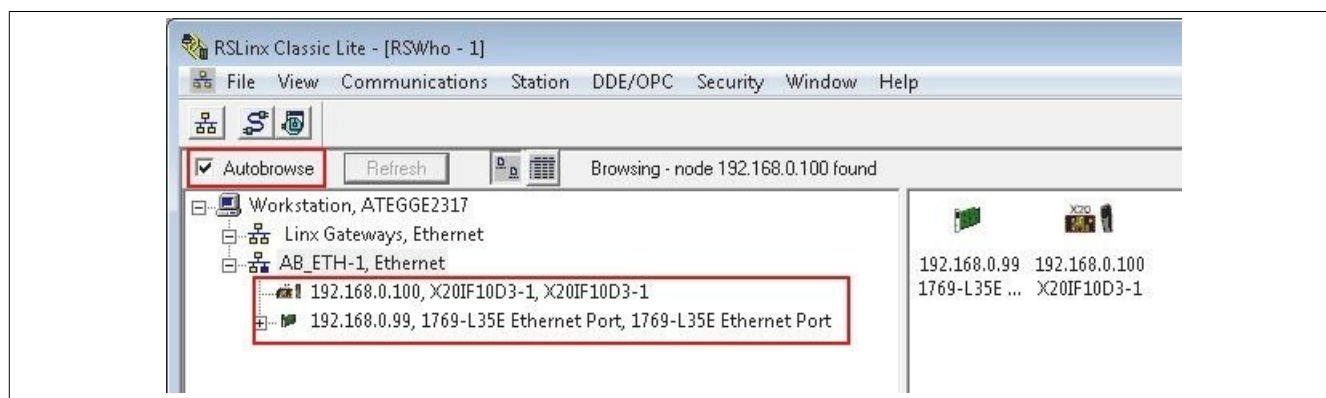 RSLinx Classic Lite - [RSWho - 1]
File View Communications Station DDE/OPC Security Window Help
Autobrowse Refresh Browsing - node 192.168.0.100 found
Workstation, ATEGGE2317
Linx Gateways, Ethernet
AB_ETH-1, Ethernet
192.168.0.100, X20IF10D3-1, X20IF10D3-1
192.168.0.99, 1769-L35E Ethernet Port, 1769-L35E Ethernet Port
X20
192.168.0.99 192.168.0.100
1769-L35E ... X20IF10D3-1